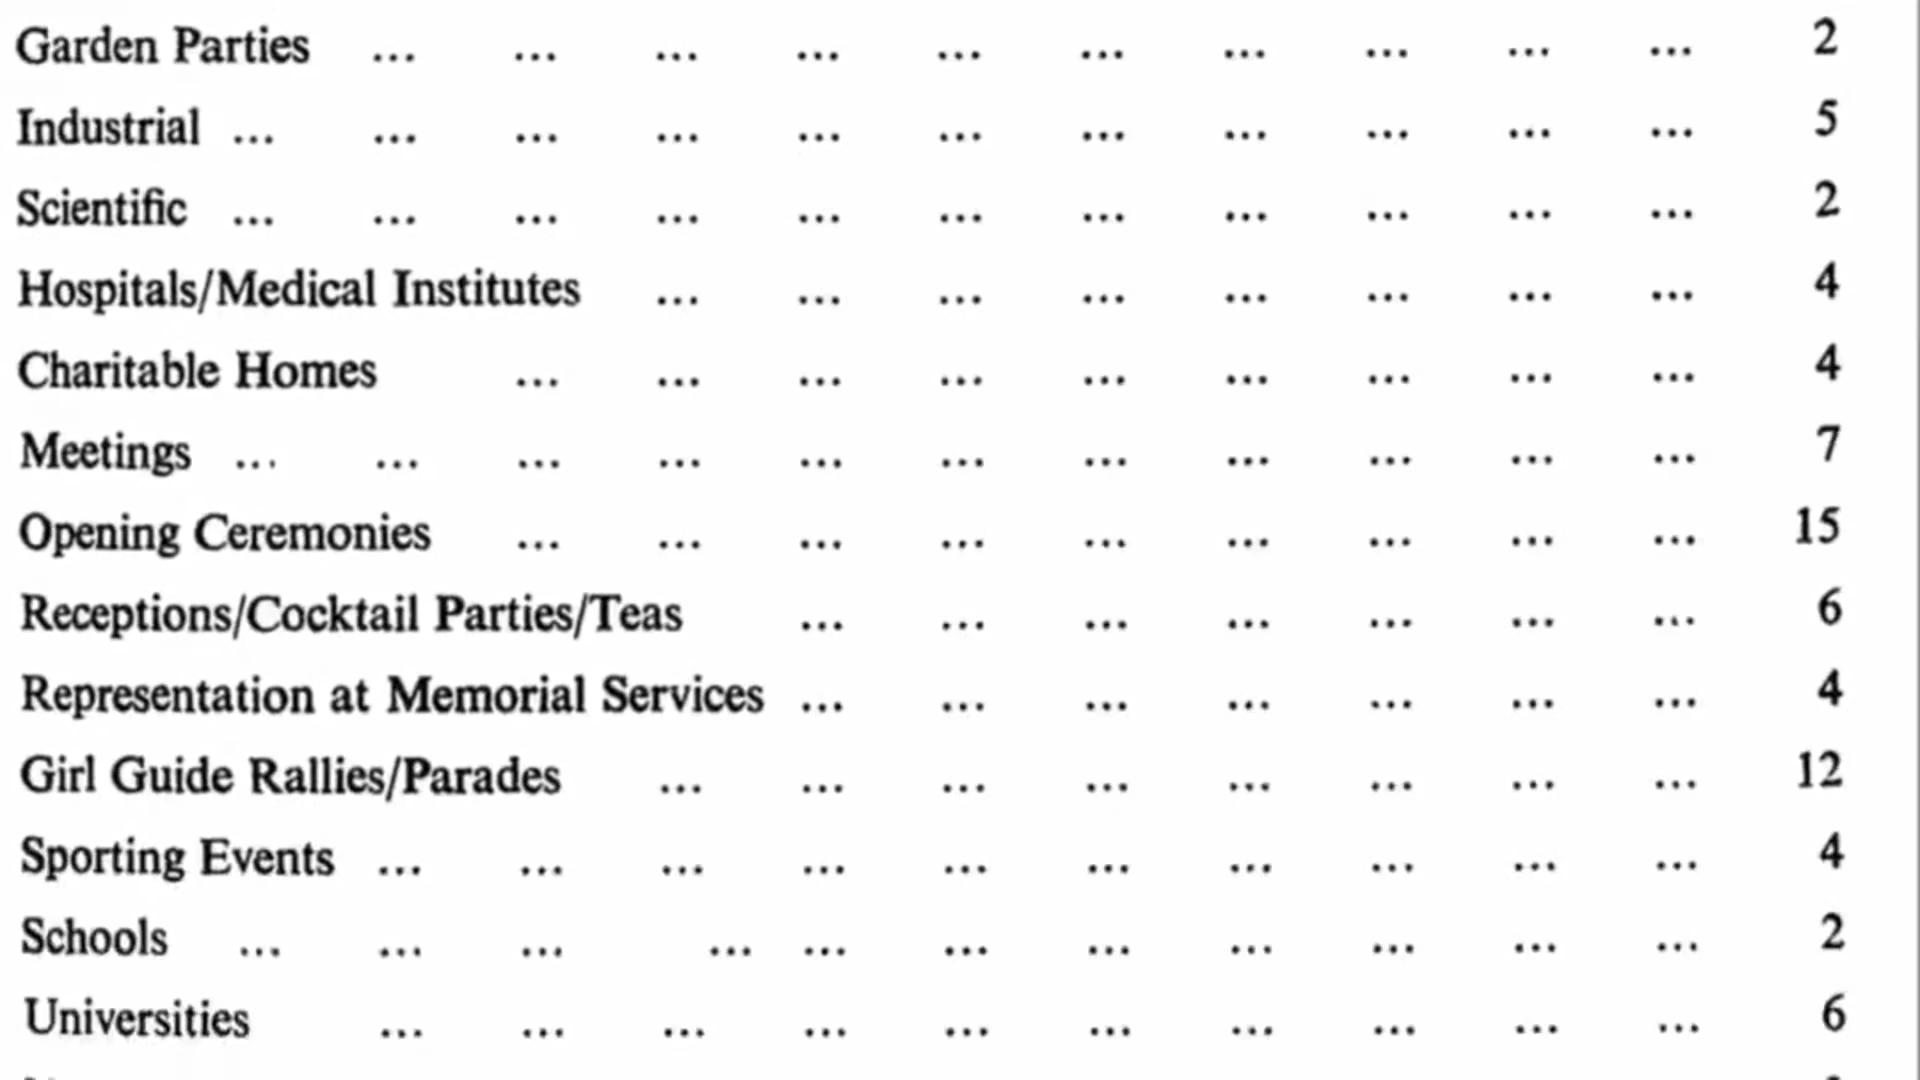 Garden Parties ... ... ... ... ... ... ... ... ... ... 2
Industrial ... ... ... ... ... ... ... ... ... ... ... 5
Scientific ... ... ... ... ... ... ... ... ... ... ... 2
Hospitals/Medical Institutes ... ... ... ... ... ... ... ... 4
Charitable Homes ... ... ... ... ... ... ... ... ... 4
Meetings ... ... ... ... ... ... ... ... ... ... ... 7
Opening Ceremonies ... ... ... ... ... ... ... ... ... 15
Receptions/Cocktail Parties/Teas ... ... ... ... ... ... ... 6
Representation at Memorial Services ... ... ... ... ... ... ... 4
Girl Guide Rallies/Parades ... ... ... ... ... ... ... ... 12
Sporting Events ... ... ... ... ... ... ... ... ... ... 4
Schools ... ... ... ... ... ... ... ... ... ... ... 2
Universities ... ... ... ... ... ... ... ... ... ... 6